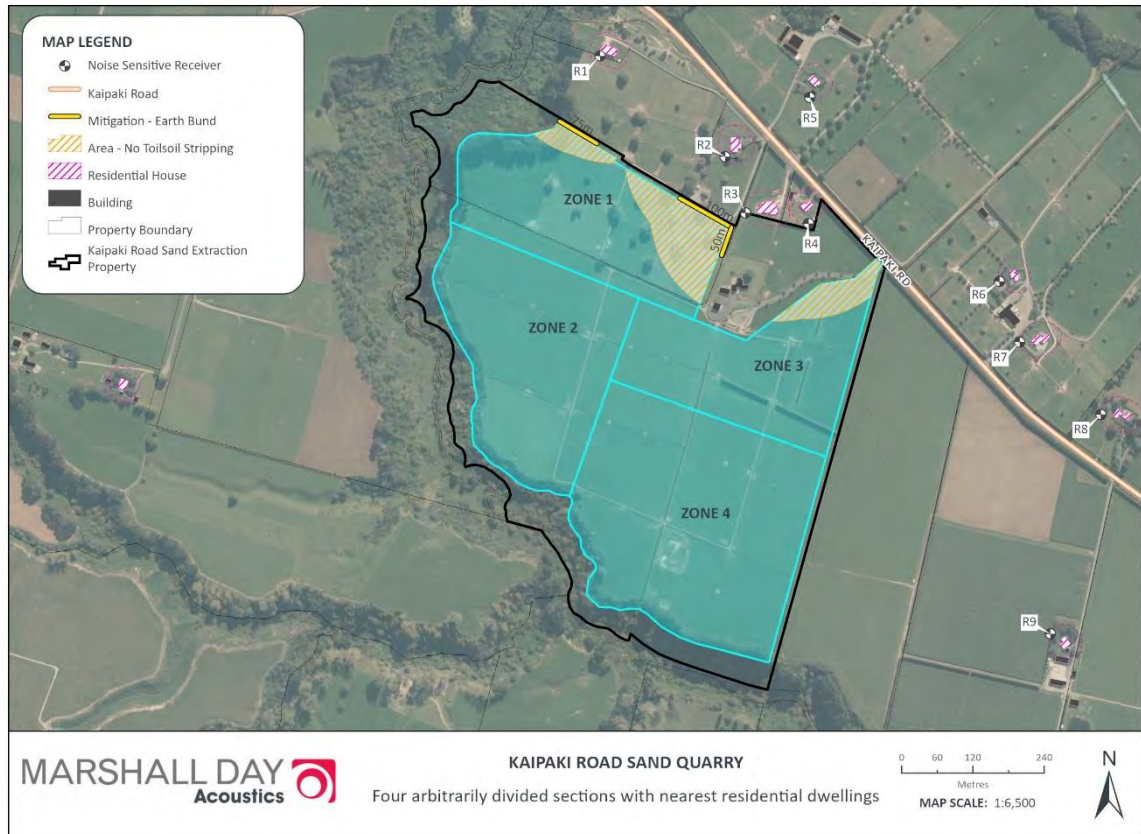 MAP LEGEND
Noise Sensitive Receiver
Kaipaki Road
Mitigation - Earth Bund
Area - No Toilsoil Stripping
Residential House
Building
Property Boundary
Kaipaki Road Sand Extraction
Property
R1
R5
75m
R2
ZONE 1
R3
100m
R4
50m
KAIPAKI RD
R6
ZONE 2
R7
ZONE 3
R8
ZONE 4
R9
MARSHALL DAY
Acoustics
KAIPAKI ROAD SAND QUARRY
Four arbitrarily divided sections with nearest residential dwellings
0 60 120 240
Metres
MAP SCALE: 1:6,500
N